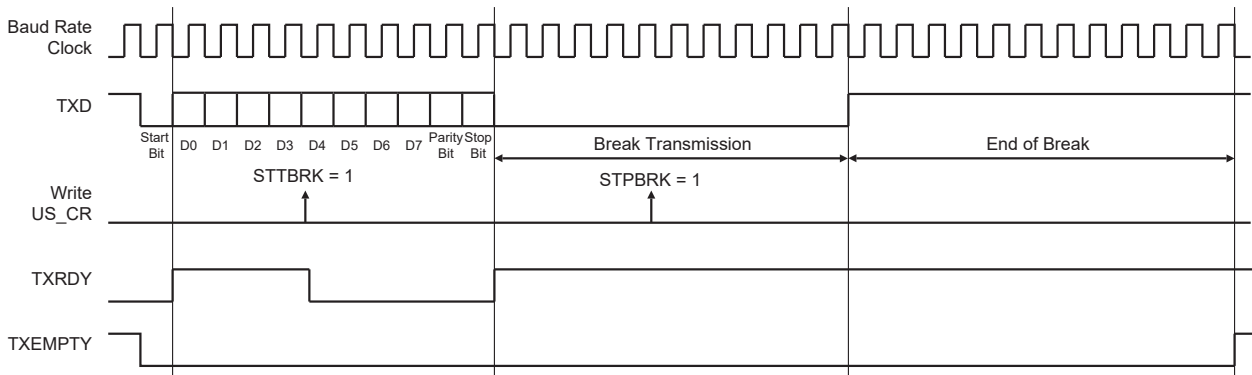 Baud Rate
Clock
TXD
Start
Bit
D0 D1 D2 D3 D4 D5 D6 D7
Parity
Bit
Stop
Bit
Break Transmission
End of Break
STTBRK = 1
STPBRK = 1
Write
US_CR
TXRDY
TXEMPTY